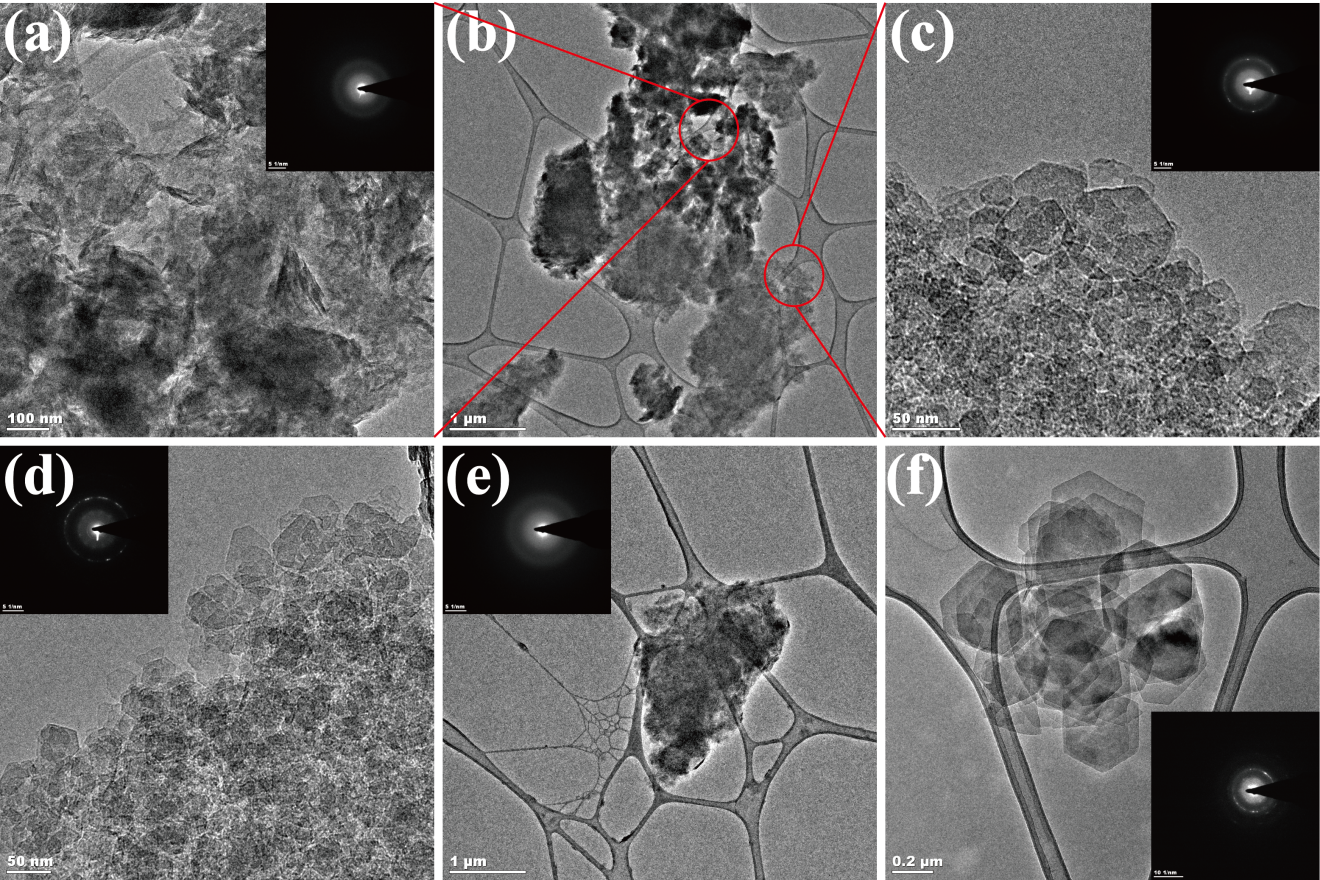 (a)
5 1/nm
100 nm
(b)
1 µm
(c)
5 1/nm
50 nm
(d)
5 1/nm
50 nm
(e)
5 1/nm
1 µm
(f)
0.2 µm
10 1/nm